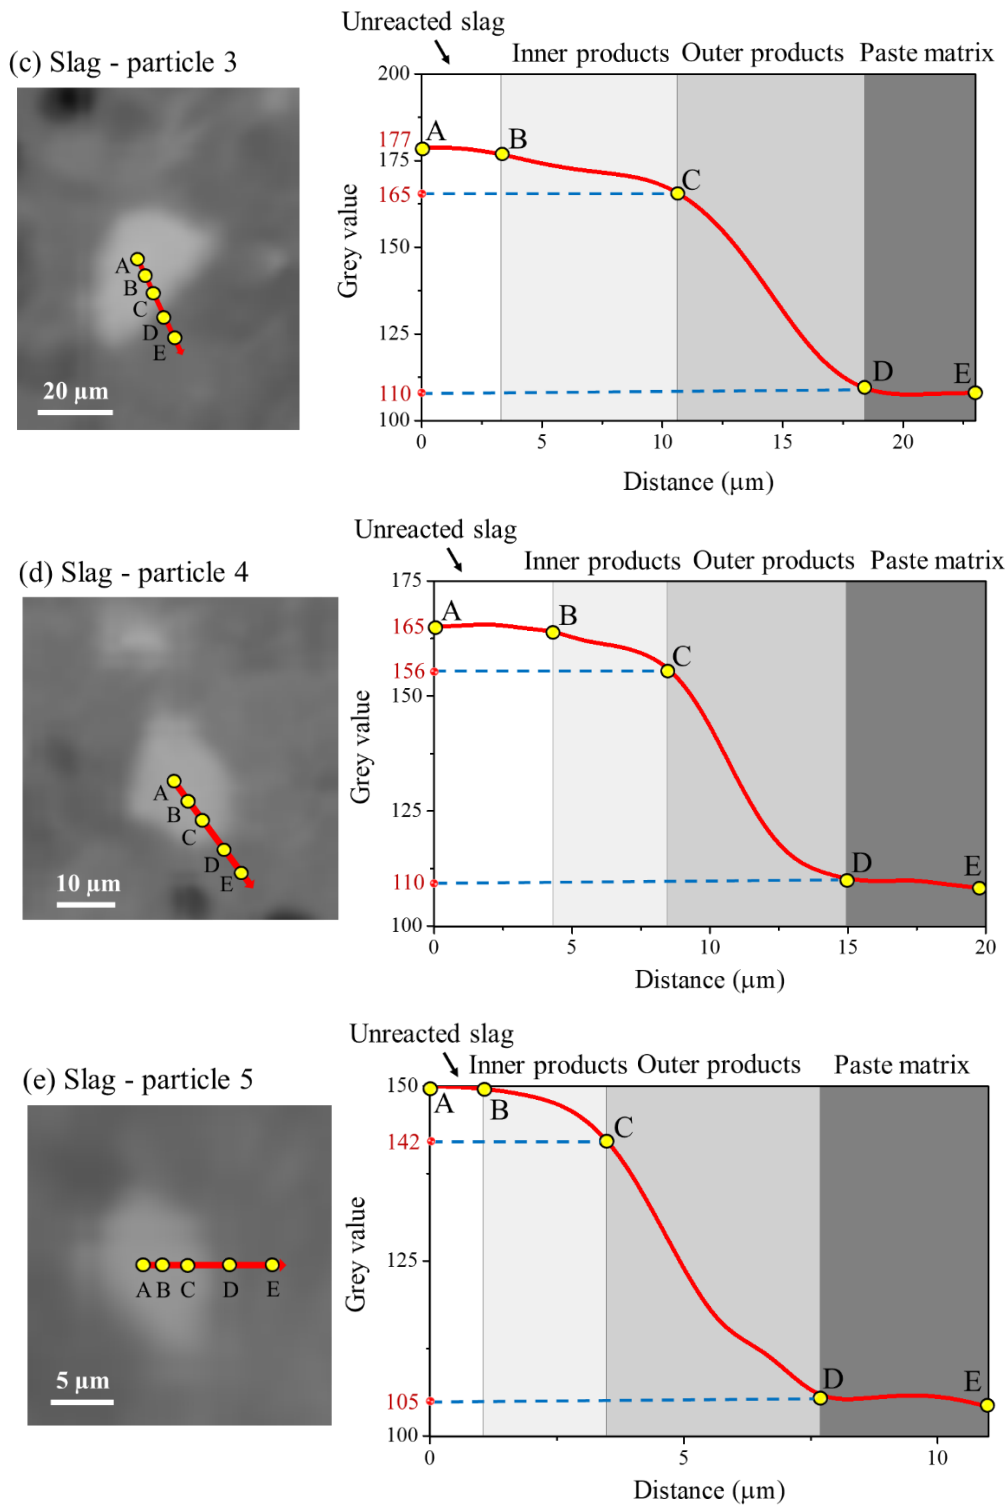 Unreacted slag
(c) Slag - particle 3
Inner products Outer products Paste matrix
A
B
C
D
E
20 µm
Grey value
200
177
175
165
150
125
110
100
A
B
C
D
E
0 5 10 15 20
Distance (µm)
Unreacted slag
(d) Slag - particle 4
Inner products Outer products Paste matrix
A
B
C
D
E
10 µm
Grey value
175
165
156
150
125
110
100
A
B
C
D
E
0 5 10 15 20
Distance (µm)
Unreacted slag
(e) Slag - particle 5
Inner products Outer products Paste matrix
A B C D E
5 µm
Grey value
150
142
125
105
100
A
B
C
D
E
0 5 10
Distance (µm)